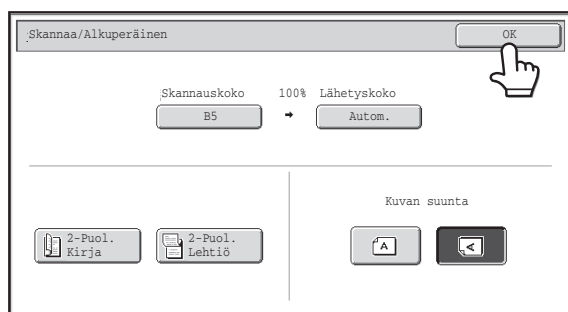 Skannaa/Alkuperäinen
OK
Skannauskoko 100% Lähetyskoko
B5 → Autom.
Kuvan suunta
2-Puol.
Kirja
2-Puol.
Lehtiö
A
A